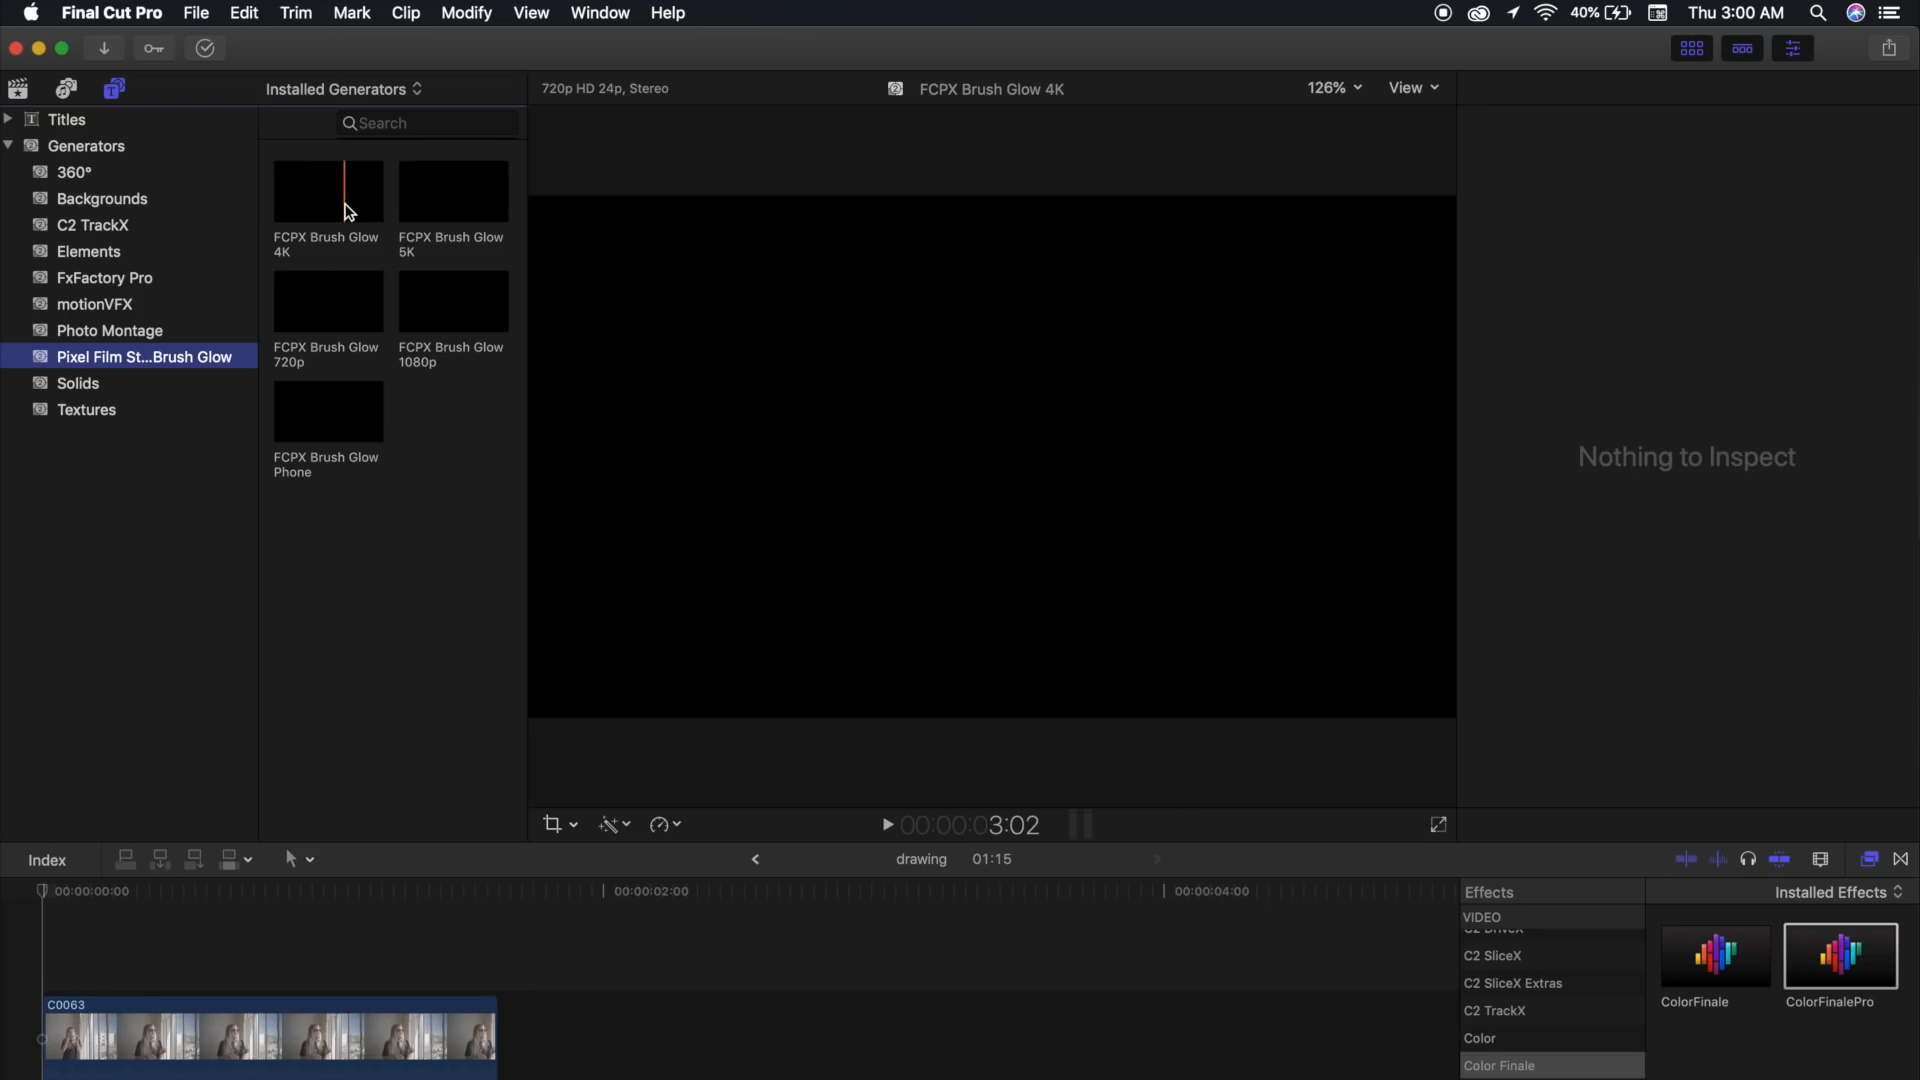 Final Cut Pro File Edit Trim Mark Clip Modify View Window Help 40% Thu 3:00 AM
Installed Generators 720p HD 24p, Stereo FCPX Brush Glow 4K 126% View
Titles
Search
Generators
360°
Backgrounds
C2 TrackX
Elements
FxFactory Pro
motionVFX
Photo Montage
Pixel Film St...Brush Glow
Solids
Textures
FCPX Brush Glow
4K
FCPX Brush Glow
5K
FCPX Brush Glow
720p
FCPX Brush Glow
1080p
FCPX Brush Glow
Phone
Nothing to Inspect
00:00:03:02
Index drawing 01:15
00:00:00:00 00:00:02:00 00:00:04:00
C0063
Effects Installed Effects
VIDEO
C2 SliceX
C2 SliceX Extras
C2 TrackX
Color
Color Finale
ColorFinale ColorFinalePro